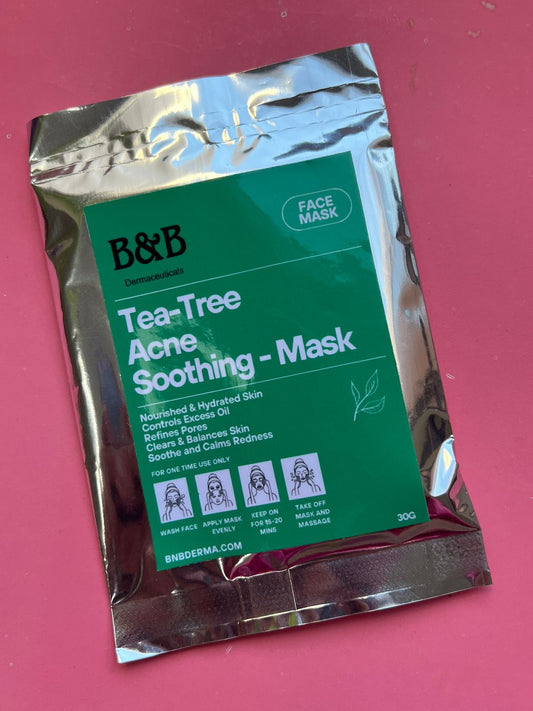 FACE
MASK
B&B
Dermaceuticals
Tea-Tree
Acne
Soothing - Mask
Nourished & Hydrated Skin
Controls Excess Oil
Refines Pores
Clears & Balances Skin
Soothe and Calms Redness
FOR ONE TIME USE ONLY
WASH FACE
APPLY MASK
EVENLY
KEEP ON
FOR 15-20
MINS
TAKE OFF
MASK AND
MASSAGE
BNBDERMA.COM
30G